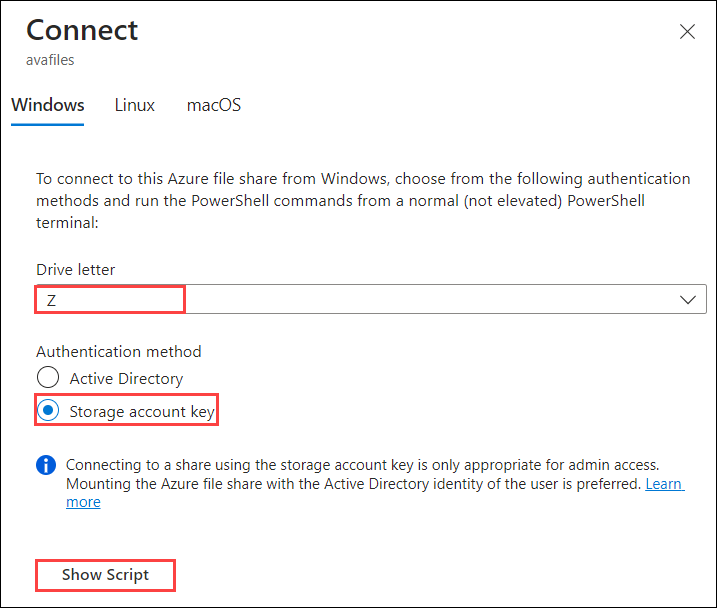 Connect
avafiles
Windows Linux macOS
To connect to this Azure file share from Windows, choose from the following authentication
methods and run the PowerShell commands from a normal (not elevated) PowerShell
terminal:
Drive letter
Z
Authentication method
Active Directory
Storage account key
Connecting to a share using the storage account key is only appropriate for admin access.
Mounting the Azure file share with the Active Directory identity of the user is preferred. Learn
more
Show Script